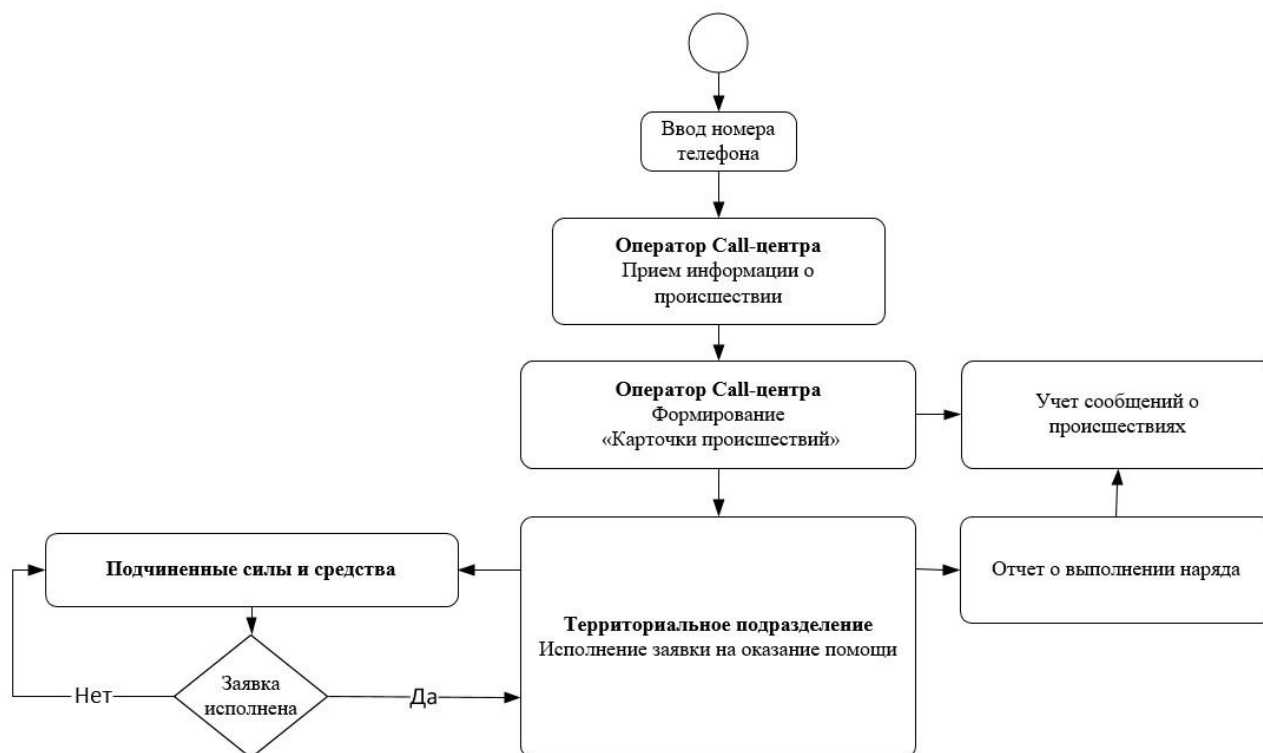 Ввод номера
телефона
Оператор Call-центра
Прием информации о
происшествии
Оператор Call-центра
Формирование
«Карточки происшествий»
Учет сообщений о
происшествиях
Подчиненные силы и средства
Территориальное подразделение
Исполнение заявки на оказание помощи
Отчет о выполнении наряда
Нет
Заявка
исполнена
Да